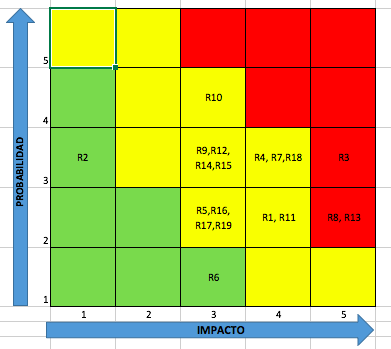 PROBABILIDAD
5
4
R10
3
R2
R9,R12,
R14,R15
R4, R7,R18
R3
2
R5,R16,
R17,R19
R1, R11
R8, R13
1
R6
1
2
3
4
5
IMPACTO